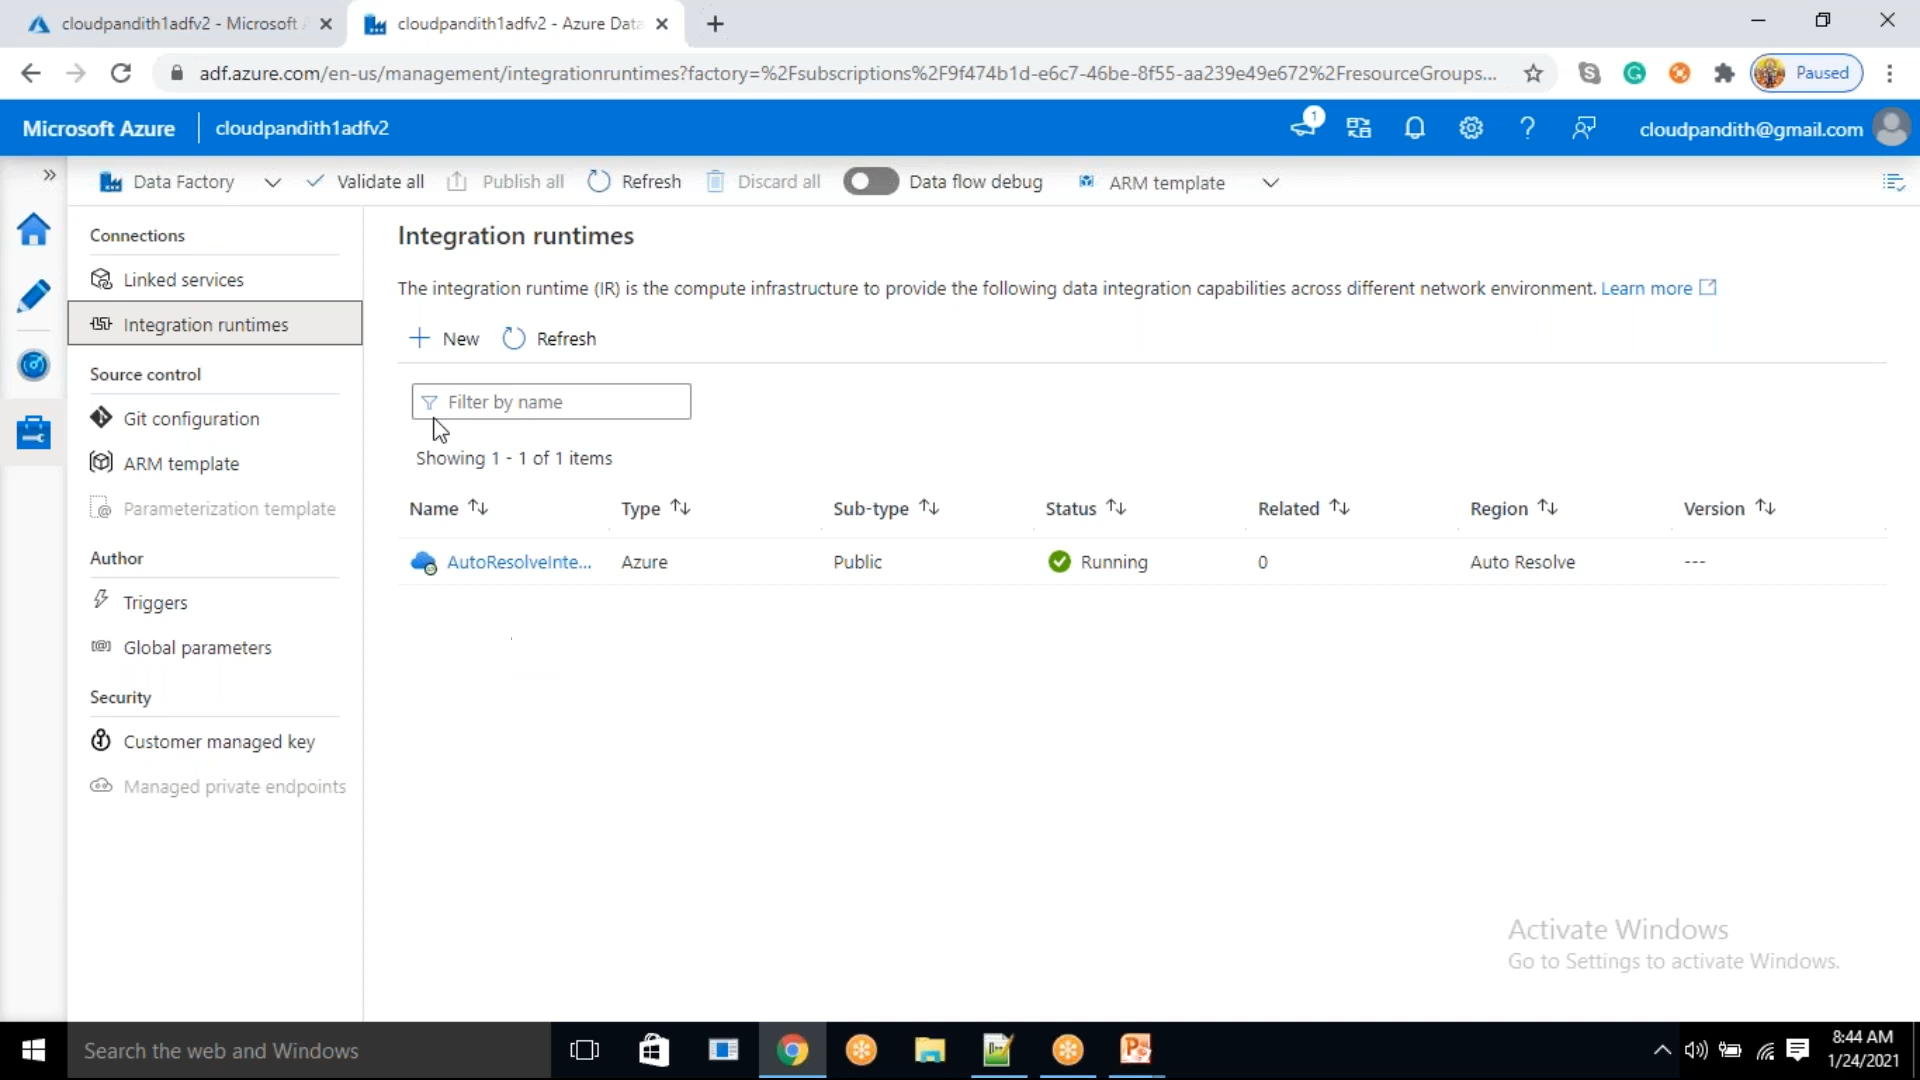 cloudpandith1adfv2 - Microsoft A
cloudpandith1adfv2 - Azure Data
adf.azure.com/en-us/management/integrationruntimes?factory=%2Fsubscriptions%2F9f474b1d-e6c7-46be-8f55-aa239e49e672%2FresourceGroups...
Paused
Microsoft Azure
cloudpandith1adfv2
1
cloudpandith@gmail.com
Data Factory
Validate all
Publish all
Refresh
Discard all
Data flow debug
ARM template
Connections
Linked services
Integration runtimes
Source control
Git configuration
ARM template
Parameterization template
Author
Triggers
Global parameters
Security
Customer managed key
Managed private endpoints
Integration runtimes
The integration runtime (IR) is the compute infrastructure to provide the following data integration capabilities across different network environment. Learn more
New Refresh
Filter by name
Showing 1 - 1 of 1 items
Name Type Sub-type Status Related Region Version
AutoResolveInte... Azure Public Running 0 Auto Resolve ---
Activate Windows
Go to Settings to activate Windows.
Search the web and Windows
8:44 AM
1/24/2021